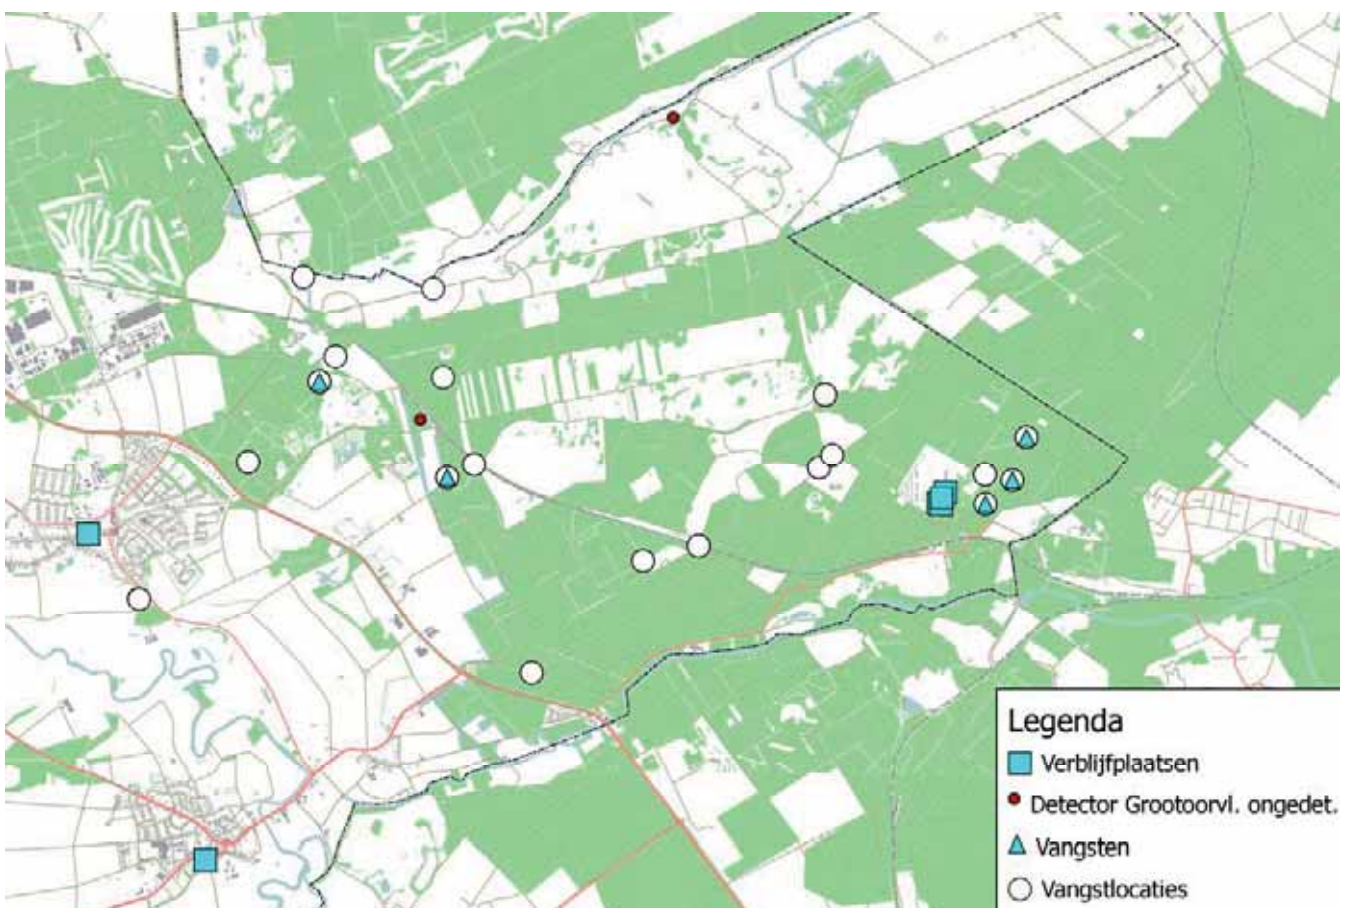 Legenda
Verblijfplaatsen
Detector Grootoorvl. ongedet.
Vangsten
Vangstlocaties